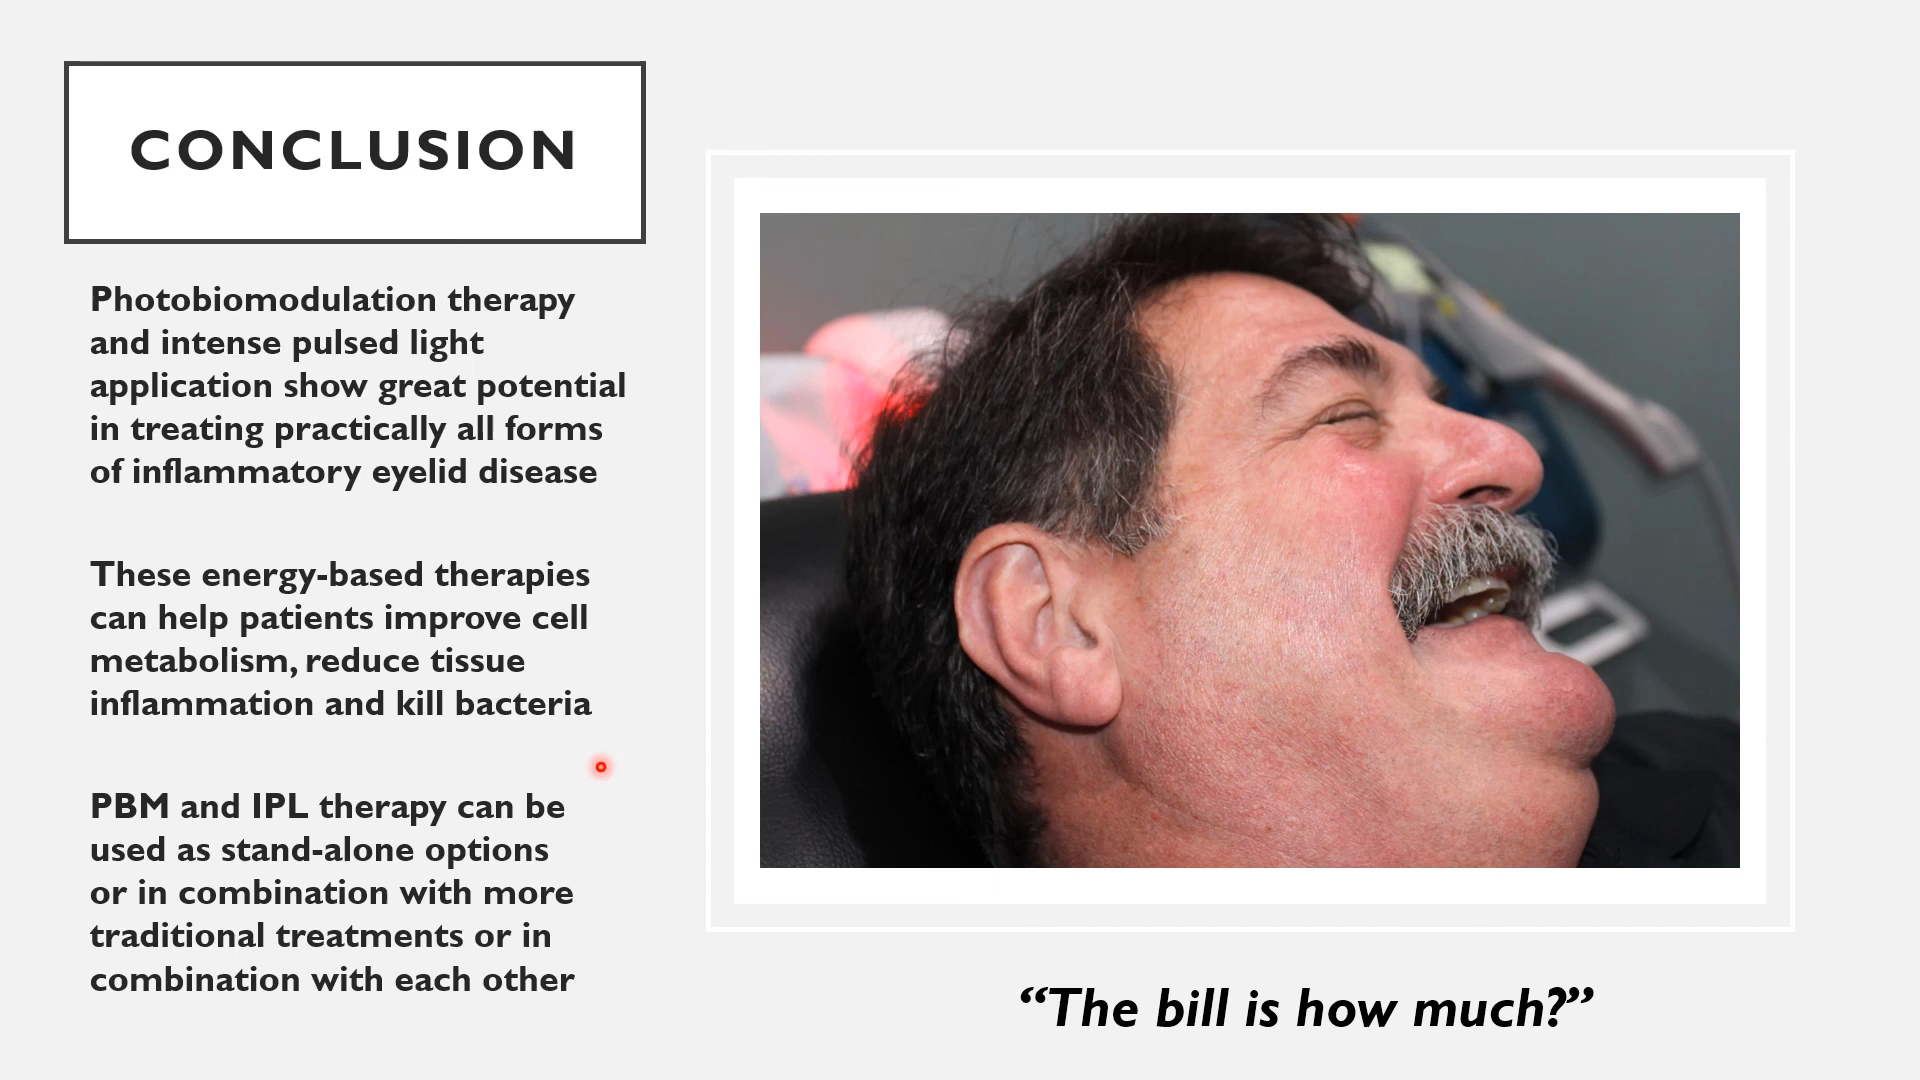 CONCLUSION
Photobiomodulation therapy
and intense pulsed light
application show great potential
in treating practically all forms
of inflammatory eyelid disease
These energy-based therapies
can help patients improve cell
metabolism, reduce tissue
inflammation and kill bacteria
PBM and IPL therapy can be
used as stand-alone options
or in combination with more
traditional treatments or in
combination with each other
“The bill is how much?”